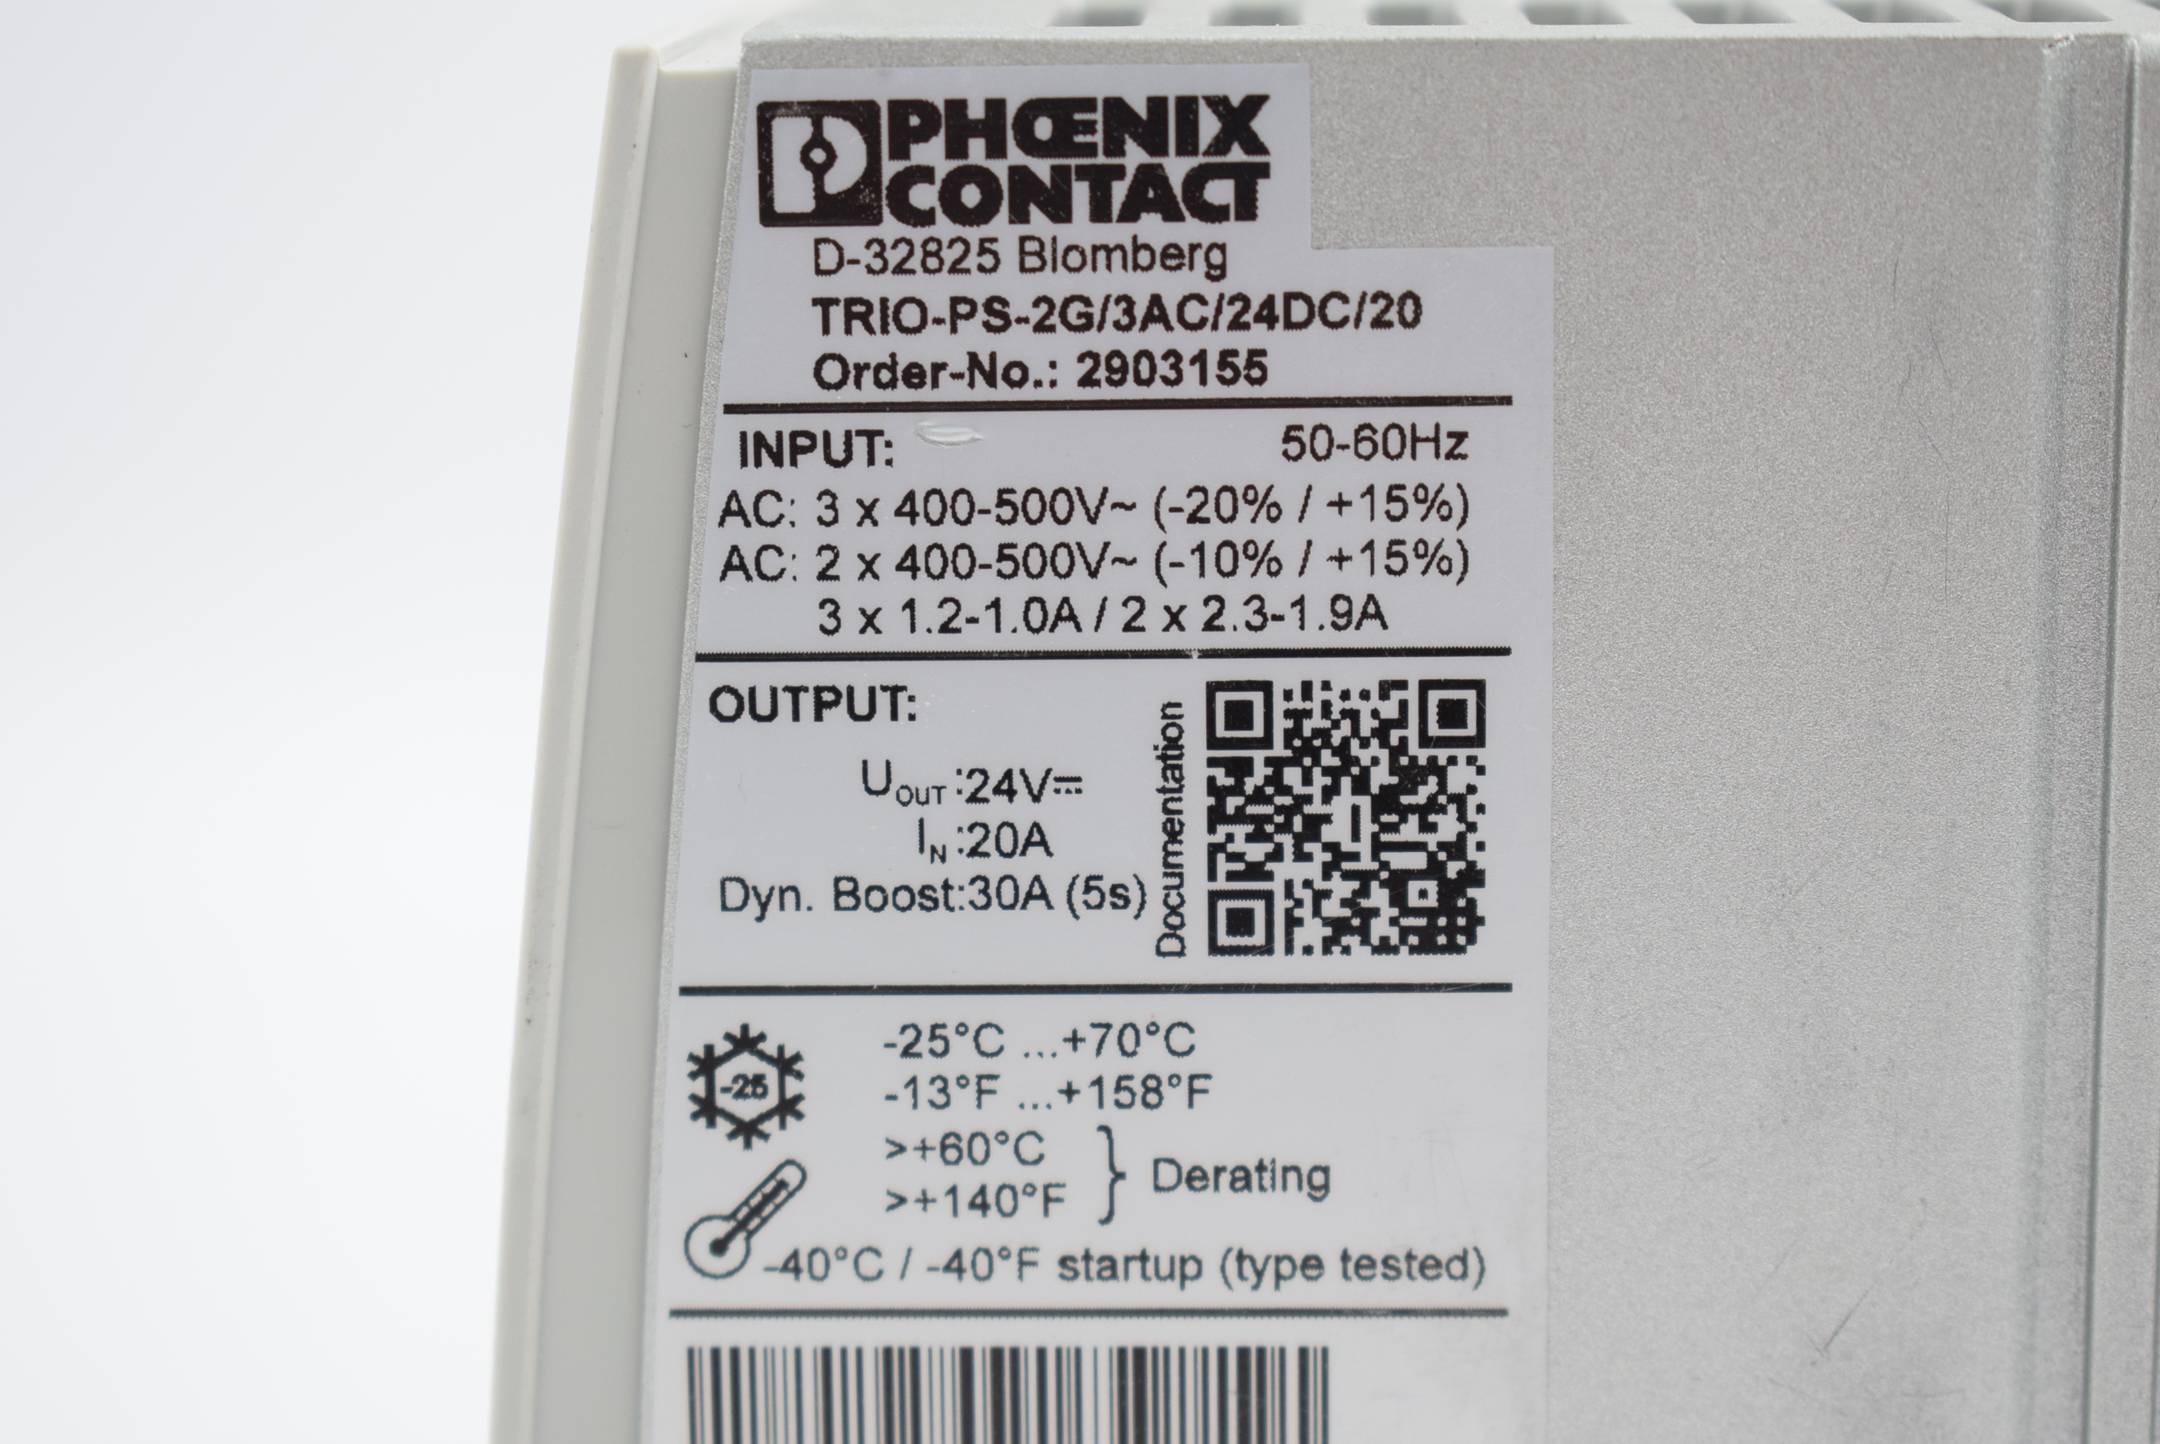 PHŒNIX
CONTACT
D-32825 Blomberg
TRIO-PS-2G/3AC/24DC/20
Order-No.: 2903155
INPUT: 50-60Hz
AC: 3 x 400-500V~ (-20% / +15%)
AC: 2 x 400-500V~ (-10% / +15%)
3 x 1.2-1.0A / 2 x 2.3-1.9A
OUTPUT:
UOUT:24V⎓
IN:20A
Dyn. Boost:30A (5s)
Documentation
-25
-25°C ...+70°C
-13°F ...+158°F
>+60°C
>+140°F
} Derating
-40°C / -40°F startup (type tested)